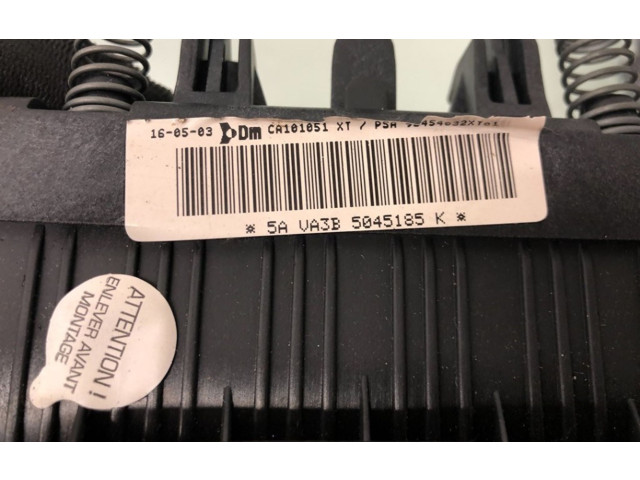 16-05-03 Dm CA101051 XT / PSA
* 5A VA3B 5045185 K *
ATTENTION !
ENLEVER AVANT
MONTAGE